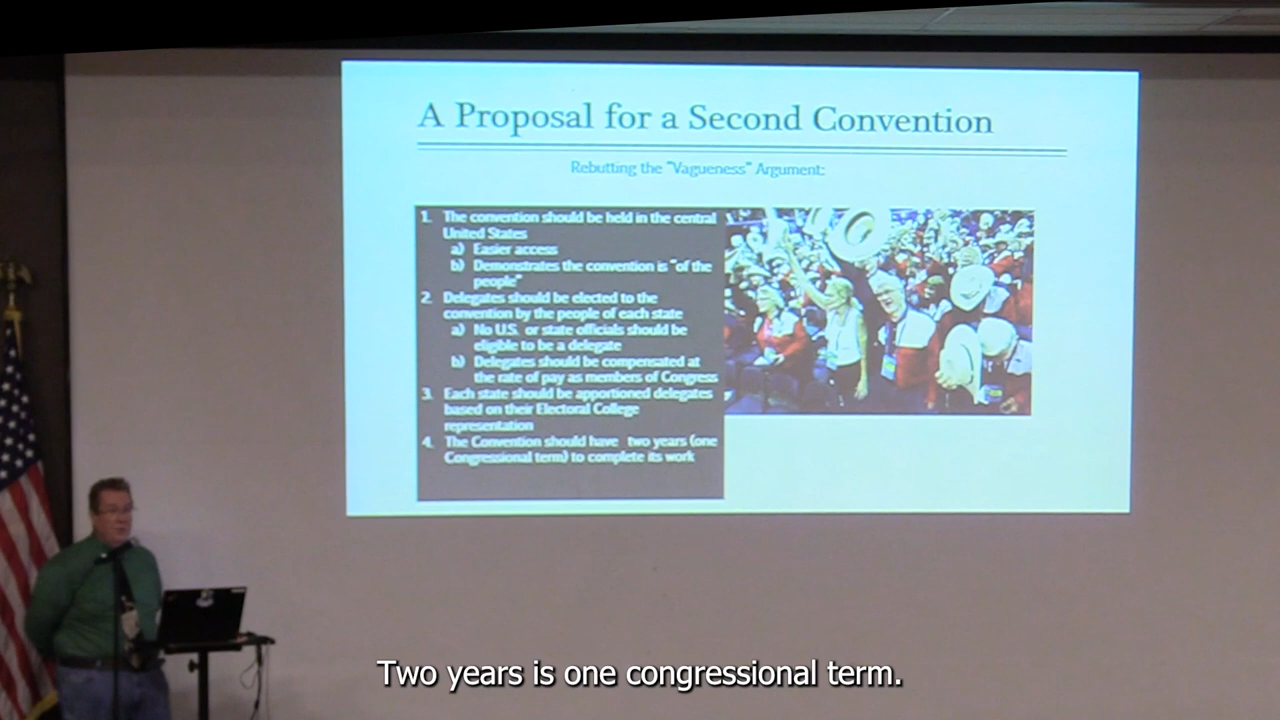 A Proposal for a Second Convention
Rebutting the "Vagueness" Argument:
1. The convention should be held in the central
United States
a) Easier access
b) Demonstrates the convention is "of the
people"
2. Delegates should be elected to the
convention by the people of each state
a) No U.S. or state officials should be
eligible to be a delegate
b) Delegates should be compensated at
the rate of pay as members of Congress
3. Each state should be apportioned delegates
based on their Electoral College
representation
4. The Convention should have two years (one
Congressional term) to complete its work
Two years is one congressional term.